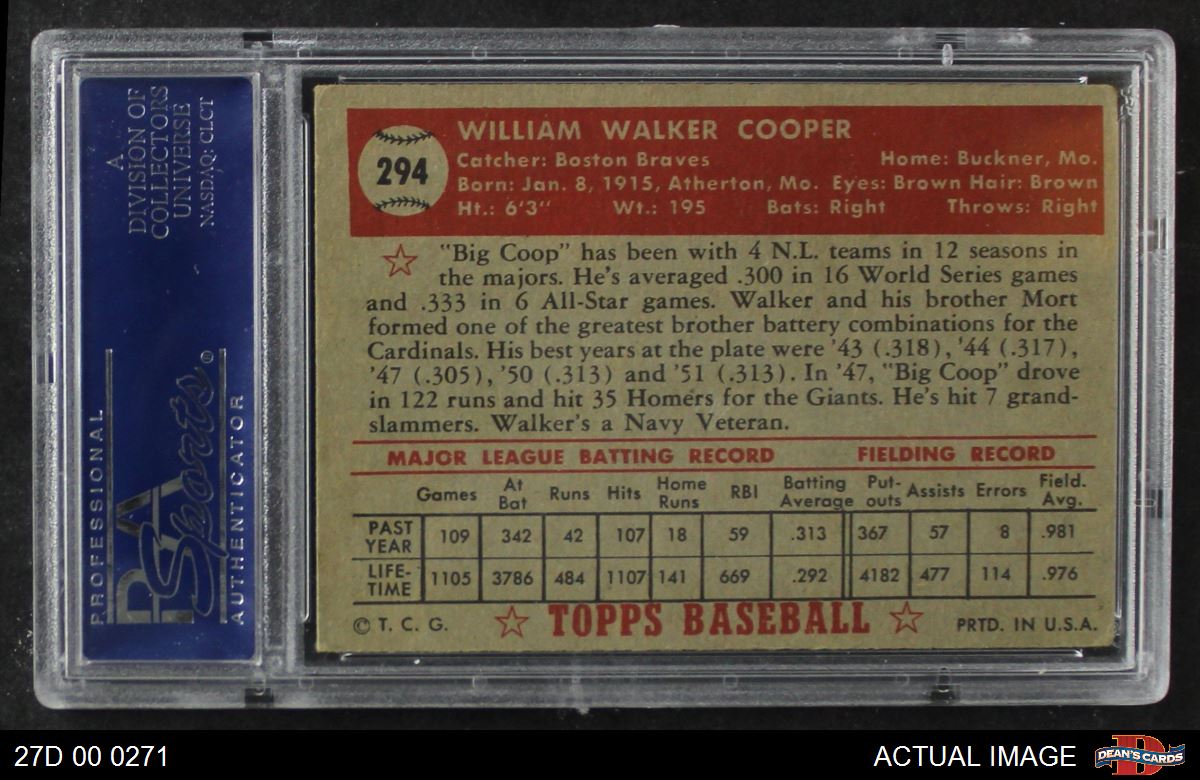 A
DIVISION OF
COLLECTORS
UNIVERSE
NASDAQ: CLCT
PROFESSIONAL
PSA
Sports®
AUTHENTICATOR
294
WILLIAM WALKER COOPER
Catcher: Boston Braves Home: Buckner, Mo.
Born: Jan. 8, 1915, Atherton, Mo. Eyes: Brown Hair: Brown
Ht.: 6'3" Wt.: 195 Bats: Right Throws: Right
"Big Coop" has been with 4 N.L. teams in 12 seasons in
the majors. He's averaged .300 in 16 World Series games
and .333 in 6 All-Star games. Walker and his brother Mort
formed one of the greatest brother battery combinations for the
Cardinals. His best years at the plate were '43 (.318), '44 (.317),
'47 (.305), '50 (.313) and '51 (.313). In '47, "Big Coop" drove
in 122 runs and hit 35 Homers for the Giants. He's hit 7 grand-
slammers. Walker's a Navy Veteran.
MAJOR LEAGUE BATTING RECORD FIELDING RECORD
Games At Bat Runs Hits Home Runs RBI Batting Average Put-outs Assists Errors Field. Avg.
PAST YEAR 109 342 42 107 18 59 .313 367 57 8 .981
LIFE-TIME 1105 3786 484 1107 141 669 .292 4182 477 114 .976
© T. C. G. TOPPS BASEBALL PRTD. IN U.S.A.
27D 00 0271 ACTUAL IMAGE
D
DEAN'S CARDS